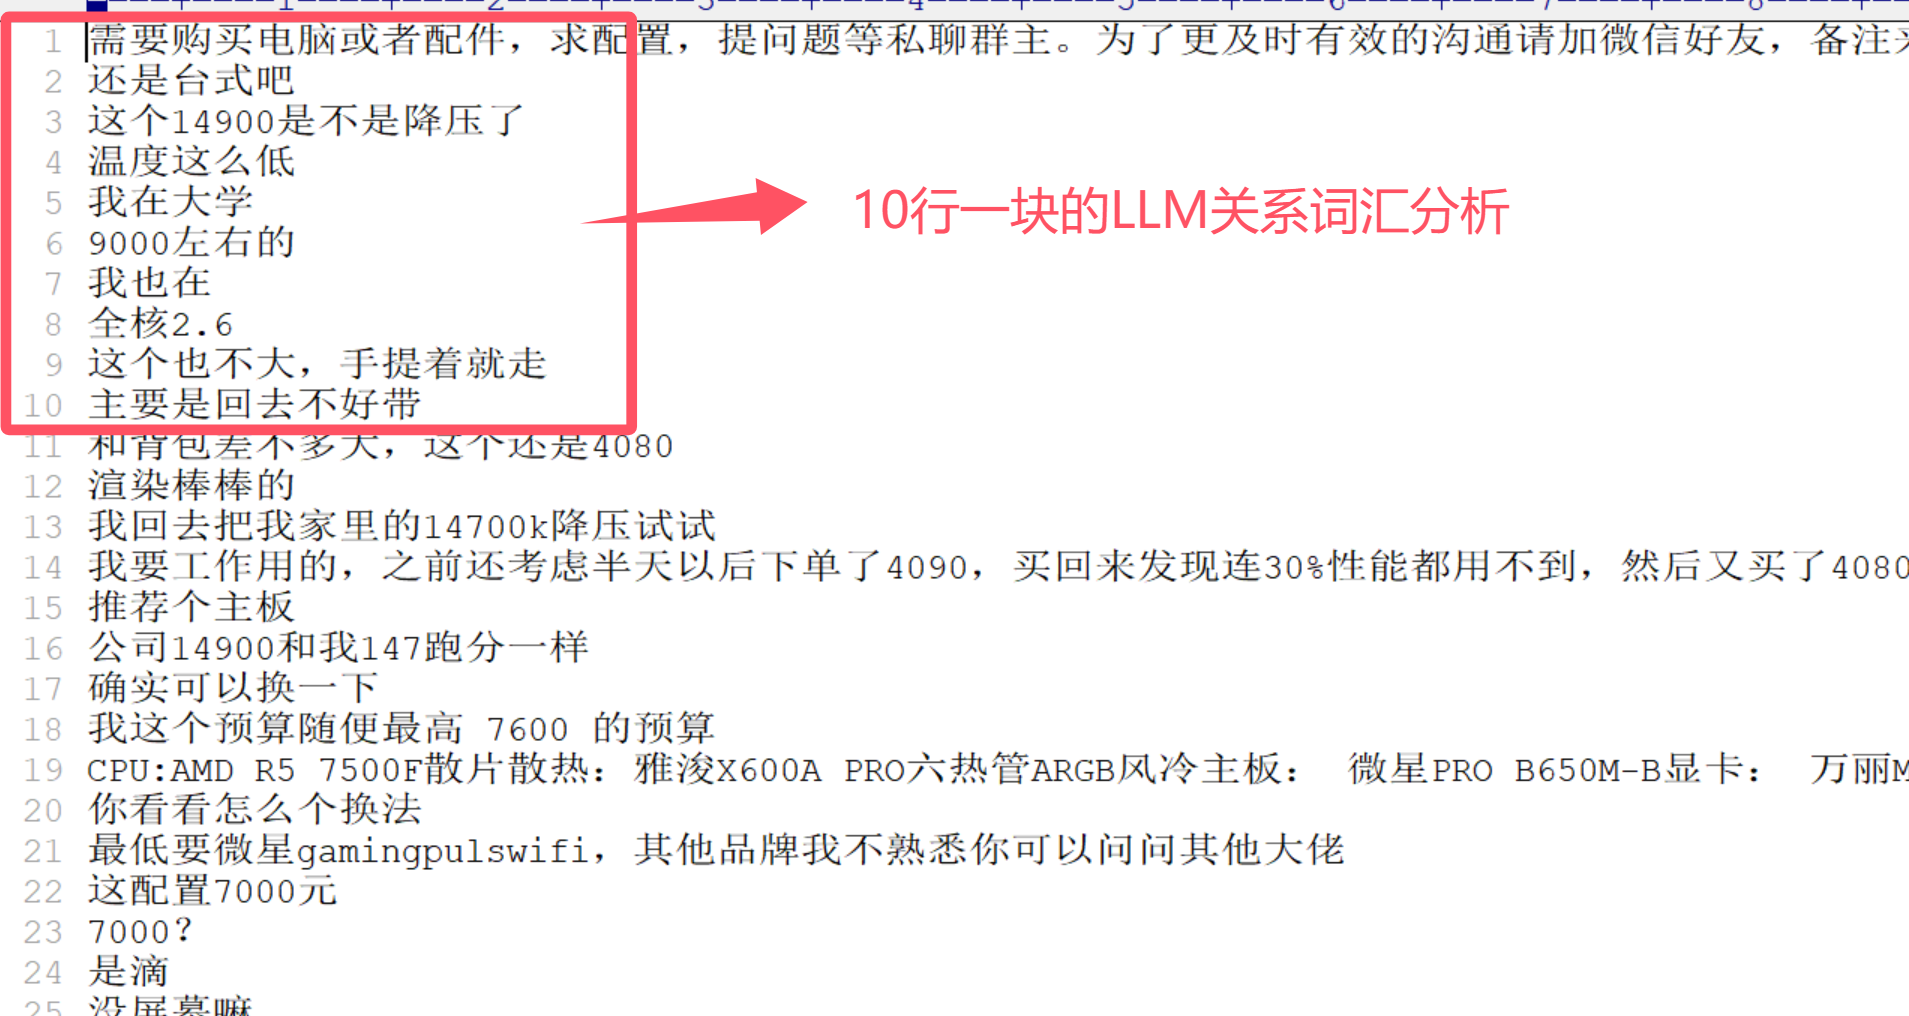 ----+----1----+----2----+----3----+----4----+----5----+----6----+----7----+----8----+--
1 需要购买电脑或者配件，求配置，提问题等私聊群主。为了更及时有效的沟通请加微信好友，备注
2 还是台式吧
3 这个14900是不是降压了
4 温度这么低
5 我在大学
6 9000左右的
7 我也在
8 全核2.6
9 这个也不大，手提着就走
10 主要是回去不好带
10行一块的LLM关系词汇分析
11 和背包差不多大，这个还是4080
12 渲染棒棒的
13 我回去把我家里的14700k降压试试
14 我要工作用的，之前还考虑半天以后下单了4090，买回来发现连30%性能都用不到，然后又买了4080
15 推荐个主板
16 公司14900和我147跑分一样
17 确实可以换一下
18 我这个预算随便最高 7600 的预算
19 CPU:AMD R5 7500F散片散热： 雅浚X600A PRO六热管ARGB风冷主板： 微星PRO B650M-B显卡： 万丽M
20 你看看怎么个换法
21 最低要微星gamingpulswifi，其他品牌我不熟悉你可以问问其他大佬
22 这配置7000元
23 7000？
24 是滴
25 没屏幕嘛